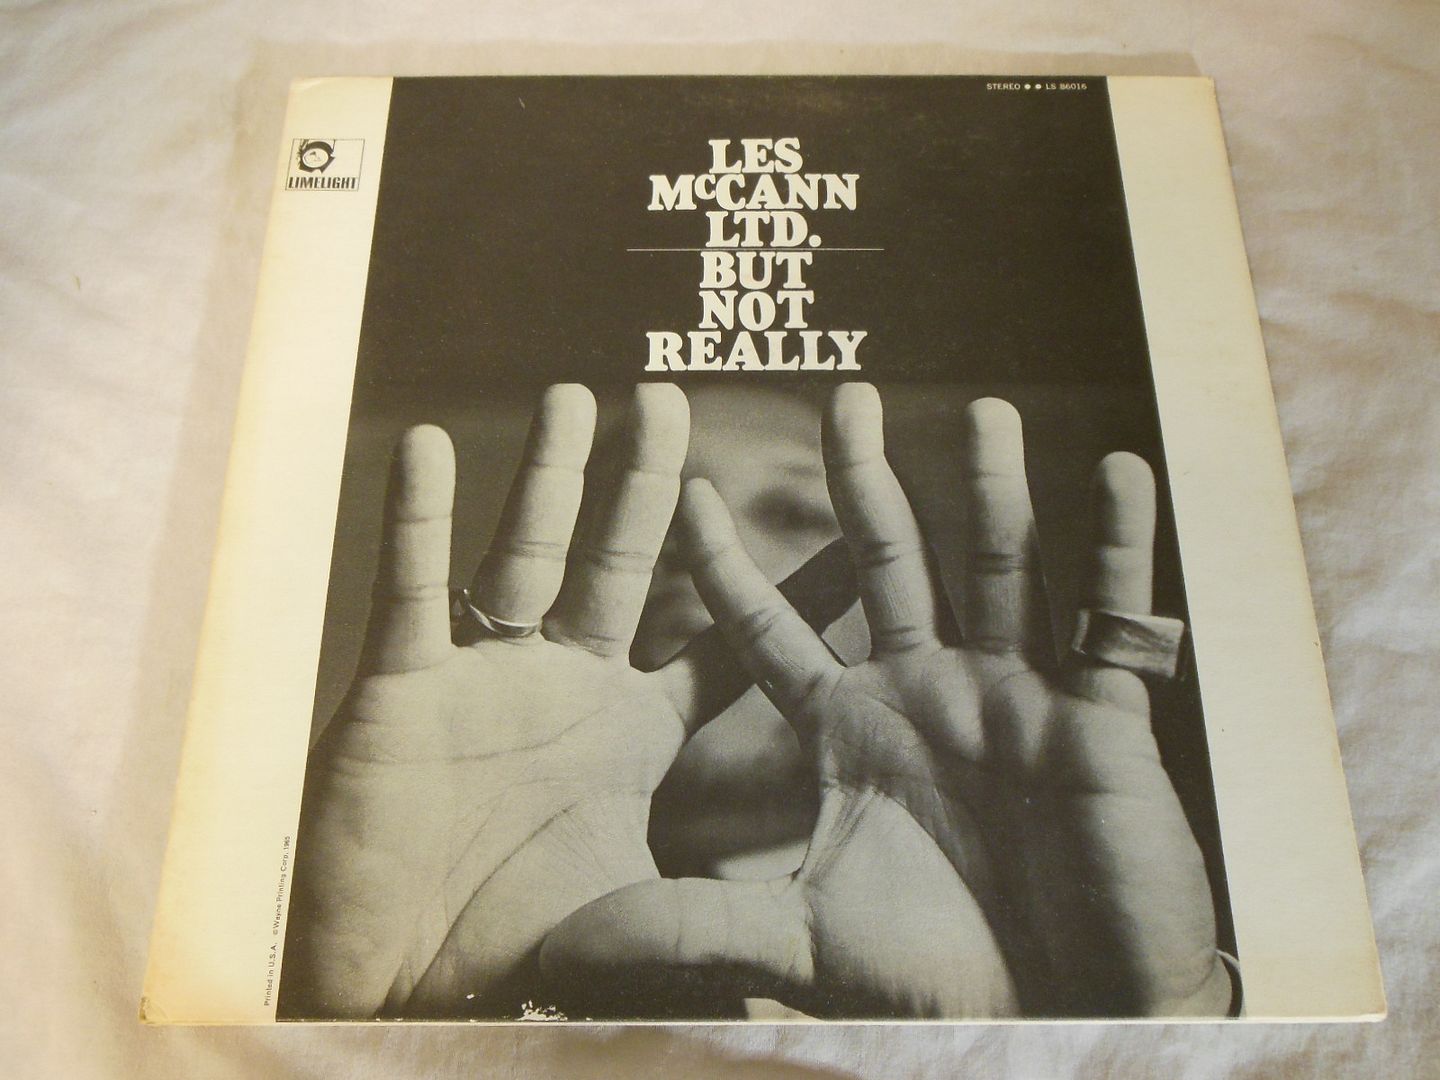 STEREO ● ● LS 86016
LIMELIGHT
LES
McCANN
LTD.
BUT
NOT
REALLY
Printed in U.S.A. © Wayne Printing Corp. 1965